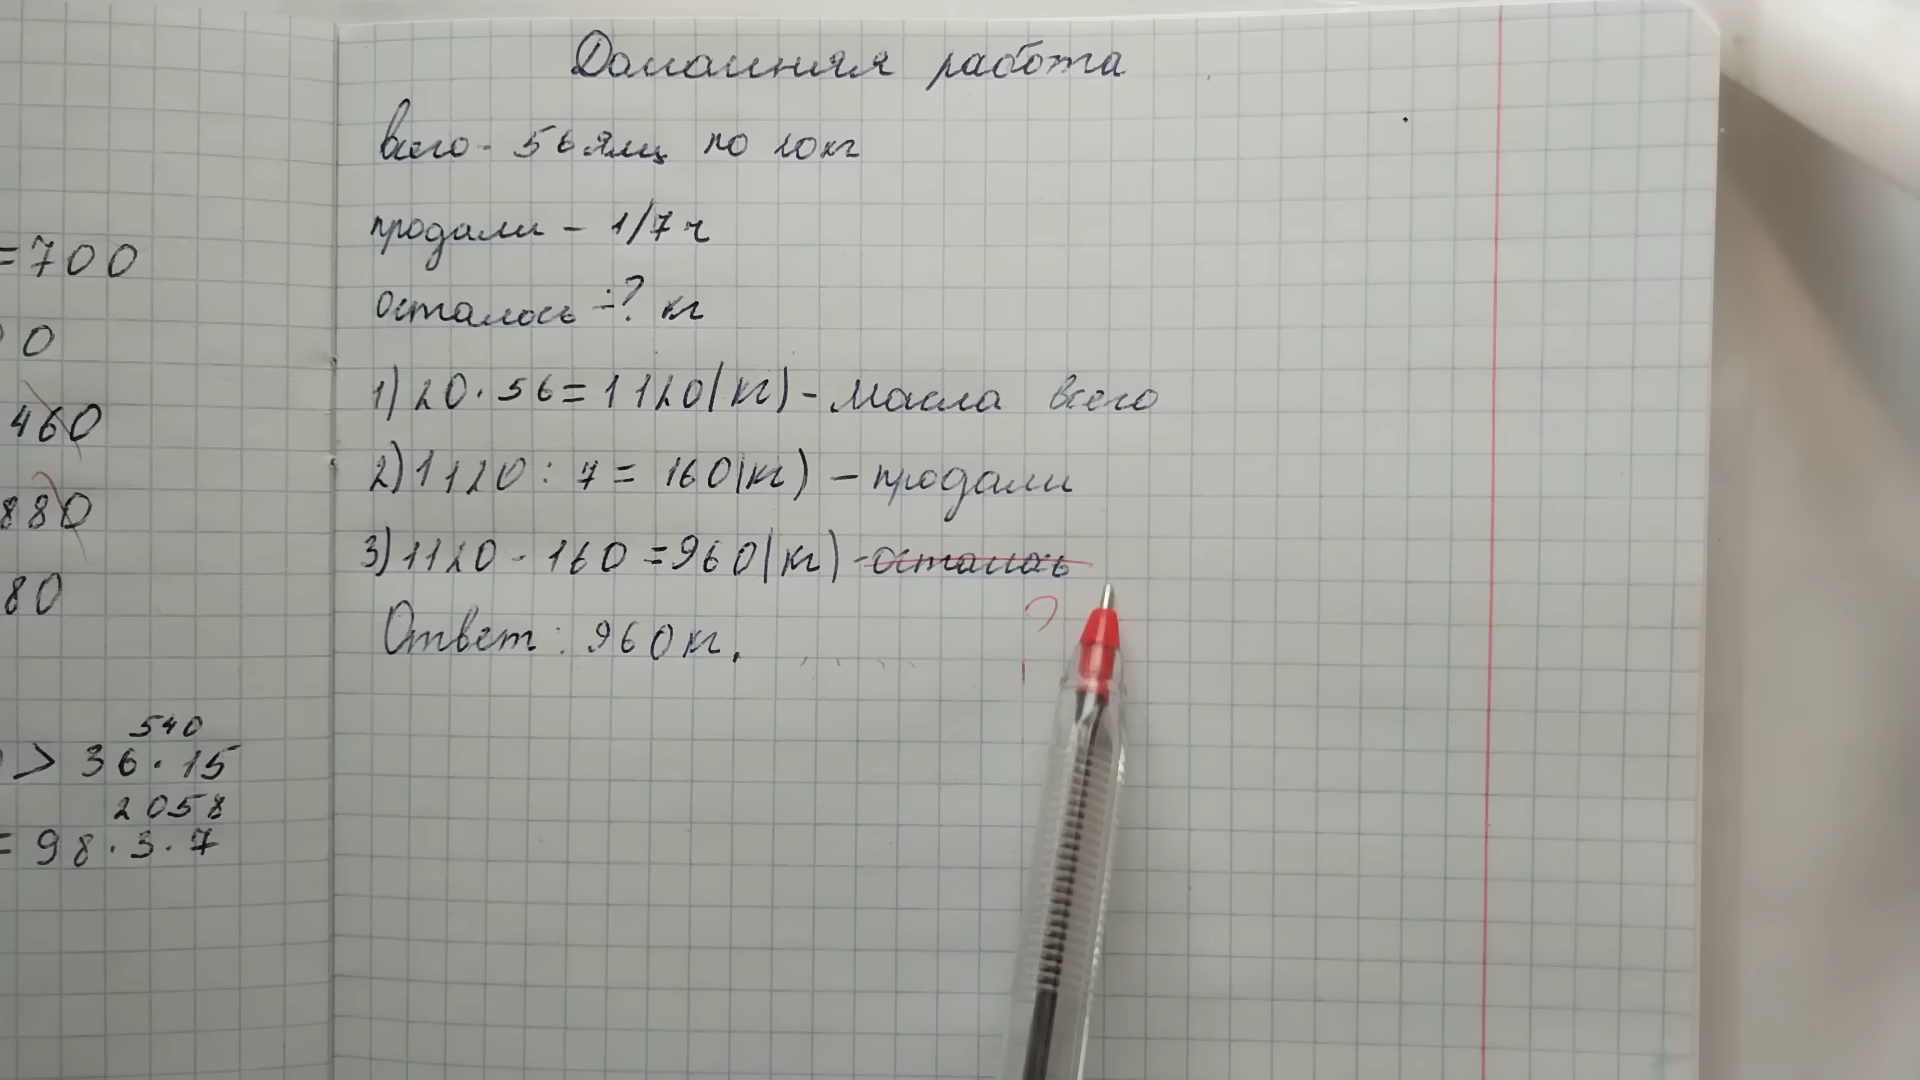 =700
0
460
880
80
540
> 36·15
2058
= 98·3·7
Домашняя работа
Всего - 56 ящ по 20кг
продали - 1/7 ч
осталось - ? кг
1) 20·56=1120(кг)-масла всего
2) 1120 : 7 = 160(кг) - продали
3) 1120 - 160 = 960(кг) - осталось
Ответ: 960кг.